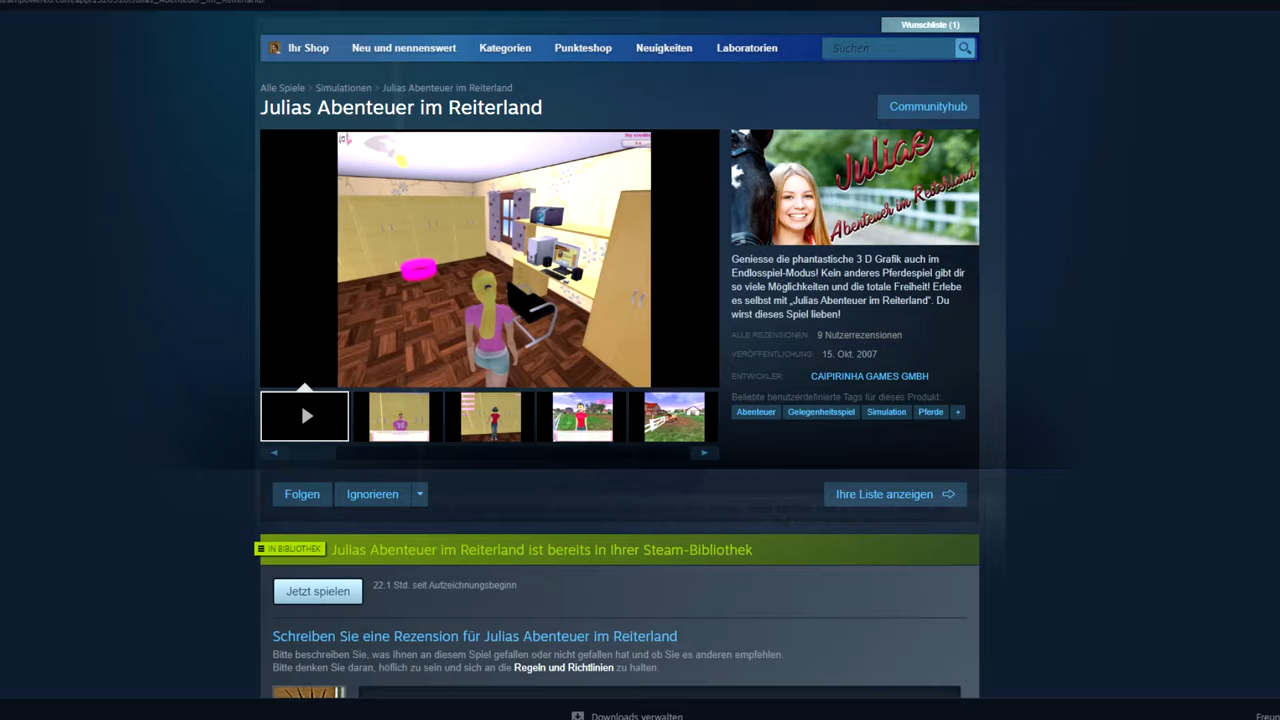 Wunschliste (1)
Ihr Shop Neu und nennenswert Kategorien Punkteshop Neuigkeiten Laboratorien Suchen
Alle Spiele > Simulationen > Julias Abenteuer im Reiterland
Julias Abenteuer im Reiterland
Communityhub
Julias
Abenteuer im Reiterland
Geniesse die phantastische 3 D Grafik auch im
Endlosspiel-Modus! Kein anderes Pferdespiel gibt dir
so viele Möglichkeiten und die totale Freiheit! Erlebe
es selbst mit „Julias Abenteuer im Reiterland". Du
wirst dieses Spiel lieben!
ALLE REZENSIONEN: 9 Nutzerrezensionen
VERÖFFENTLICHUNG: 15. Okt. 2007
ENTWICKLER: CAIPIRINHA GAMES GMBH
Beliebte benutzerdefinierte Tags für dieses Produkt:
Abenteuer Gelegenheitsspiel Simulation Pferde +
Folgen Ignorieren Ihre Liste anzeigen
IN BIBLIOTHEK Julias Abenteuer im Reiterland ist bereits in Ihrer Steam-Bibliothek
Jetzt spielen 22.1 Std. seit Aufzeichnungsbeginn
Schreiben Sie eine Rezension für Julias Abenteuer im Reiterland
Bitte beschreiben Sie, was Ihnen an diesem Spiel gefallen oder nicht gefallen hat und ob Sie es anderen empfehlen.
Bitte denken Sie daran, höflich zu sein und sich an die Regeln und Richtlinien zu halten.
Downloads verwalten